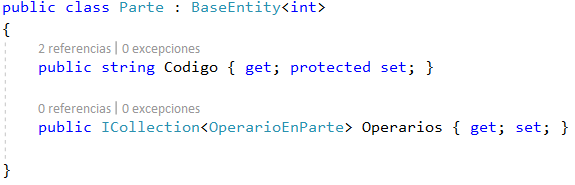 public class Parte : BaseEntity<int>
{
2 referencias | 0 excepciones
public string Codigo { get; protected set; }
0 referencias | 0 excepciones
public ICollection<OperarioEnParte> Operarios { get; set; }
}